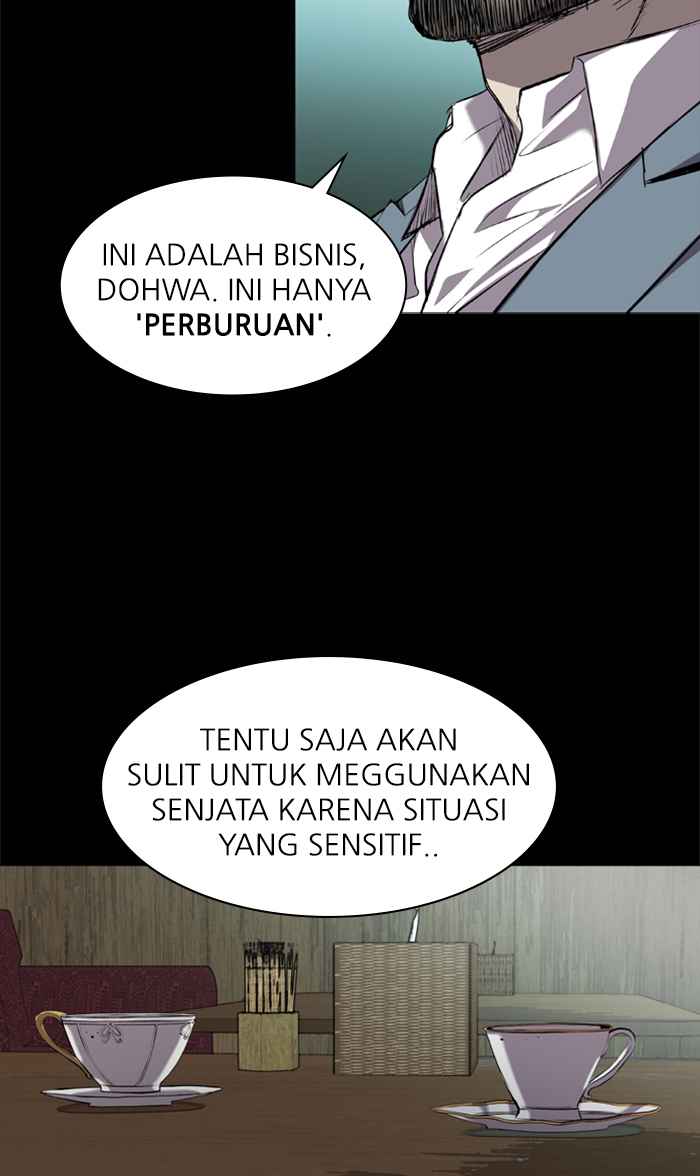 INI ADALAH BISNIS,
DOHWA. INI HANYA
'PERBURUAN'.
TENTU SAJA AKAN
SULIT UNTUK MEGGUNAKAN
SENJATA KARENA SITUASI
YANG SENSITIF..